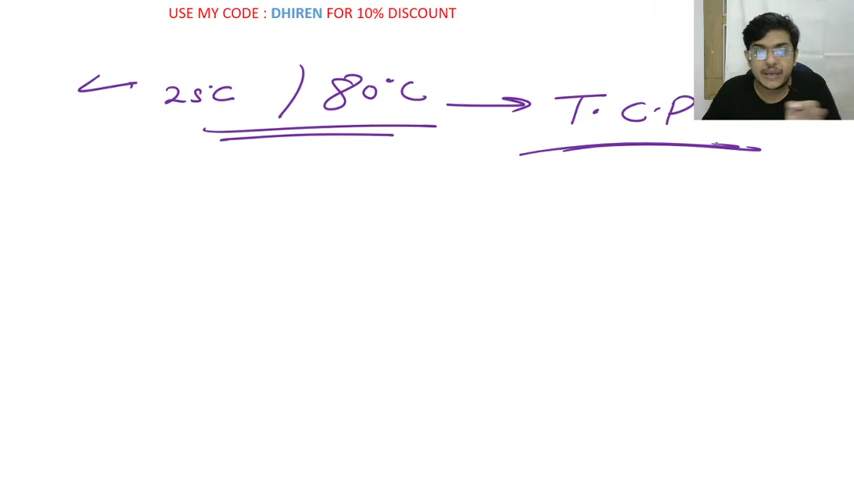 USE MY CODE : DHIREN FOR 10% DISCOUNT
25°C / 80°C → T. C. P